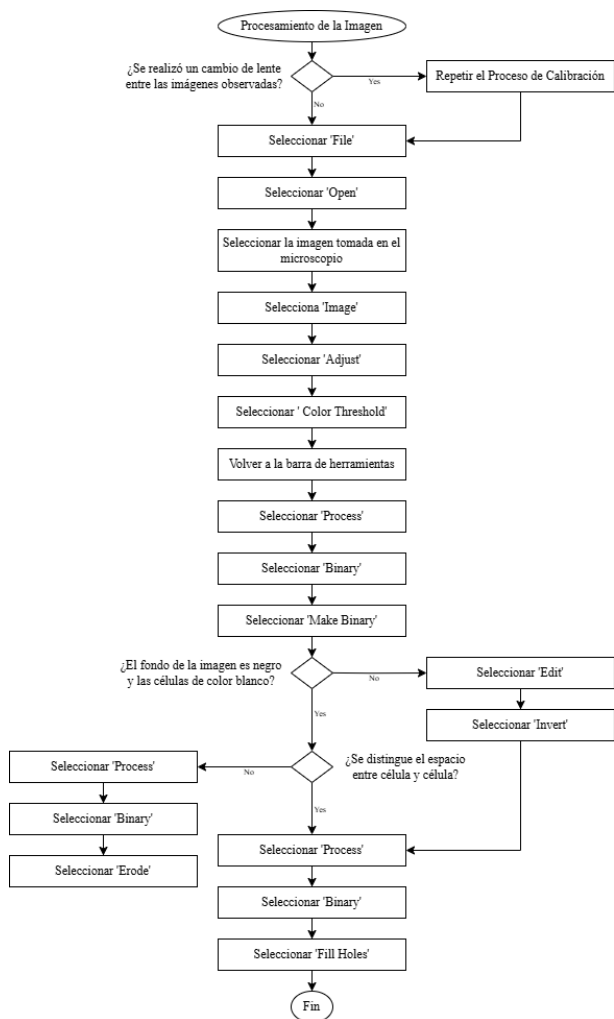 Procesamiento de la Imagen
¿Se realizó un cambio de lente
entre las imágenes observadas?
Yes
Repetir el Proceso de Calibración
No
Seleccionar 'File'
Seleccionar 'Open'
Seleccionar la imagen tomada en el
microscopio
Selecciona 'Image'
Seleccionar 'Adjust'
Seleccionar ' Color Threshold'
Volver a la barra de herramientas
Seleccionar 'Process'
Seleccionar 'Binary'
Seleccionar 'Make Binary'
¿El fondo de la imagen es negro
y las células de color blanco?
No
Seleccionar 'Edit'
Yes
Seleccionar 'Invert'
Seleccionar 'Process'
No
¿Se distingue el espacio
entre célula y célula?
Seleccionar 'Binary'
Yes
Seleccionar 'Process'
Seleccionar 'Erode'
Seleccionar 'Binary'
Seleccionar 'Fill Holes'
Fin